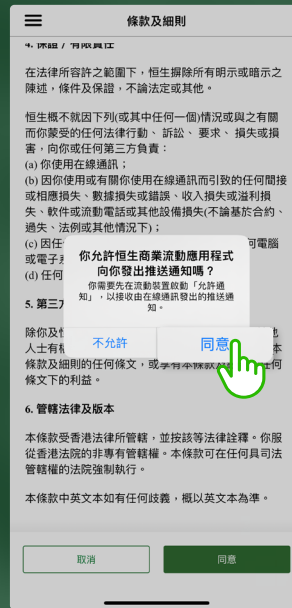 條款及細則
4. 保證 / 有限責任
在法律所容許之範圍下，恒生摒除所有明示或暗示之
陳述，條件及保證，不論法定或其他。
恒生概不就因下列(或其中任何一個)情況或與之有關
而你蒙受的任何法律行動、 訴訟、 要求、 損失或損
害，向你或任何第三方負責：
(a) 你使用在線通訊；
(b) 因你使用或有關你使用在線通訊而引致的任何間接
或相應損失、數據損失或錯誤、收入損失或溢利損
失、軟件或流動電話或其他設備損失(不論基於合約、
過失、法例或其他情況下)；
(c) 因任
何電腦
或電子
(d) 任何
你允許恒生商業流動應用程式
向你發出推送通知嗎？
你需要先在流動裝置啟動「允許通
知」，以接收由在線通訊發出的推送通
知。
不允許
同意
5. 第三
除你及恒
人士有
本
條款及細則的任何條文，或享有本條款
任何
條文下的利益。
6. 管轄法律及版本
本條款受香港法律所管轄，並按該等法律詮釋。你服
從香港法院的非專有管轄權。本條款可在任何具司法
管轄權的法院強制執行。
本條款中英文本如有任何歧義，概以英文本為準。
取消
同意